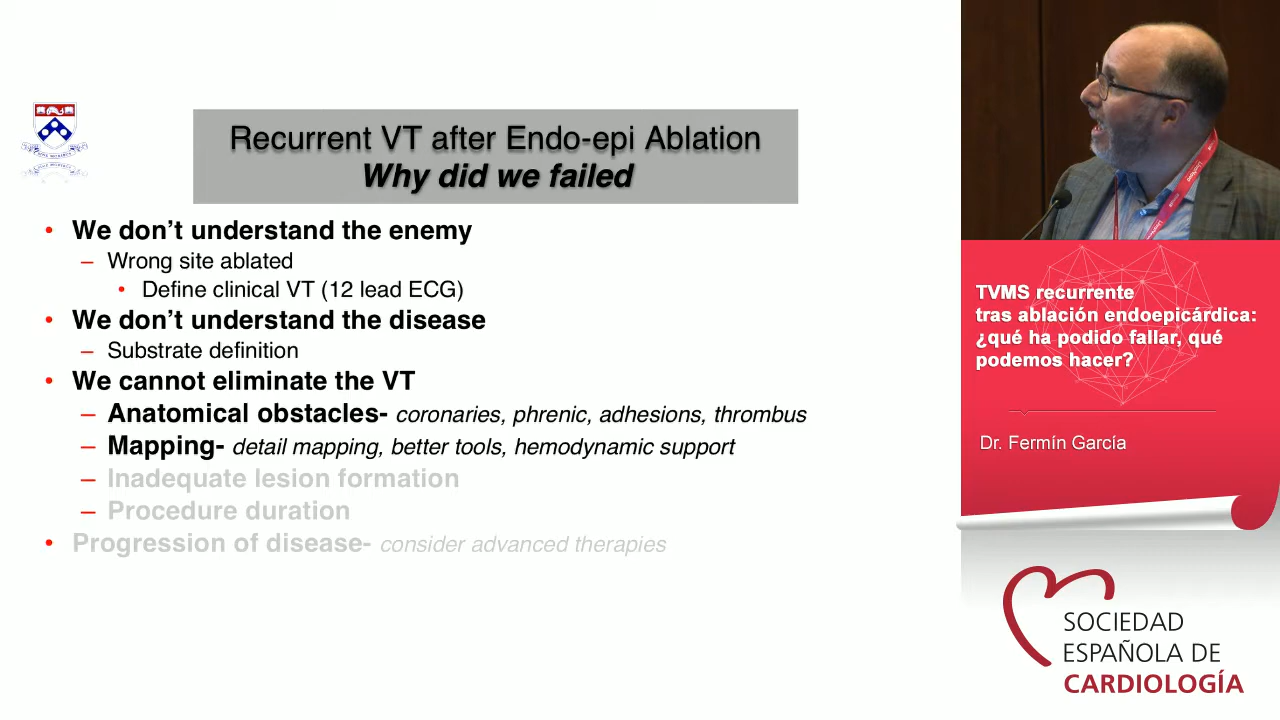 Recurrent VT after Endo-epi Ablation
Why did we failed
• We don’t understand the enemy
– Wrong site ablated
• Define clinical VT (12 lead ECG)
• We don’t understand the disease
– Substrate definition
• We cannot eliminate the VT
– Anatomical obstacles- coronaries, phrenic, adhesions, thrombus
– Mapping- detail mapping, better tools, hemodynamic support
– Inadequate lesion formation
– Procedure duration
• Progression of disease- consider advanced therapies
TVMS recurrente
tras ablación endoepicárdica:
¿qué ha podido fallar, qué
podemos hacer?
Dr. Fermín García
SOCIEDAD
ESPAÑOLA DE
CARDIOLOGÍA